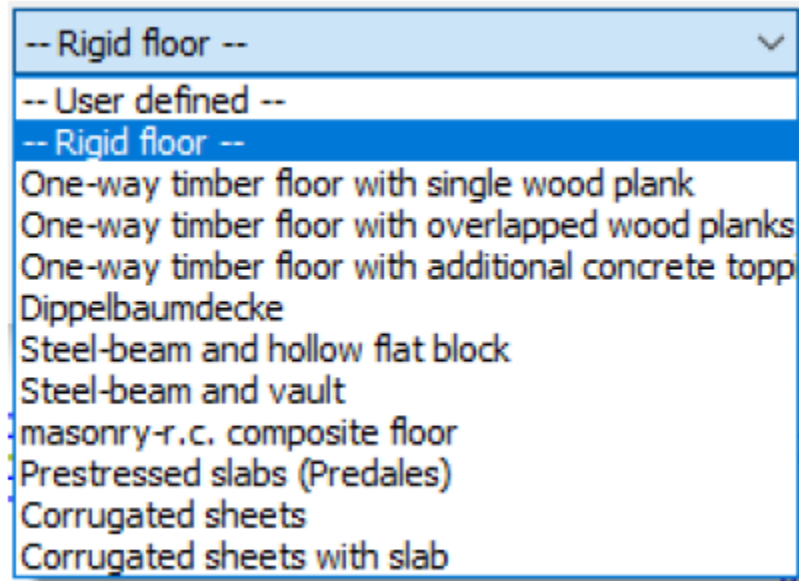 -- Rigid floor --
-- User defined --
-- Rigid floor --
One-way timber floor with single wood plank
One-way timber floor with overlapped wood planks
One-way timber floor with additional concrete toppi
Dippelbaumdecke
Steel-beam and hollow flat block
Steel-beam and vault
masonry-r.c. composite floor
Prestressed slabs (Predales)
Corrugated sheets
Corrugated sheets with slab